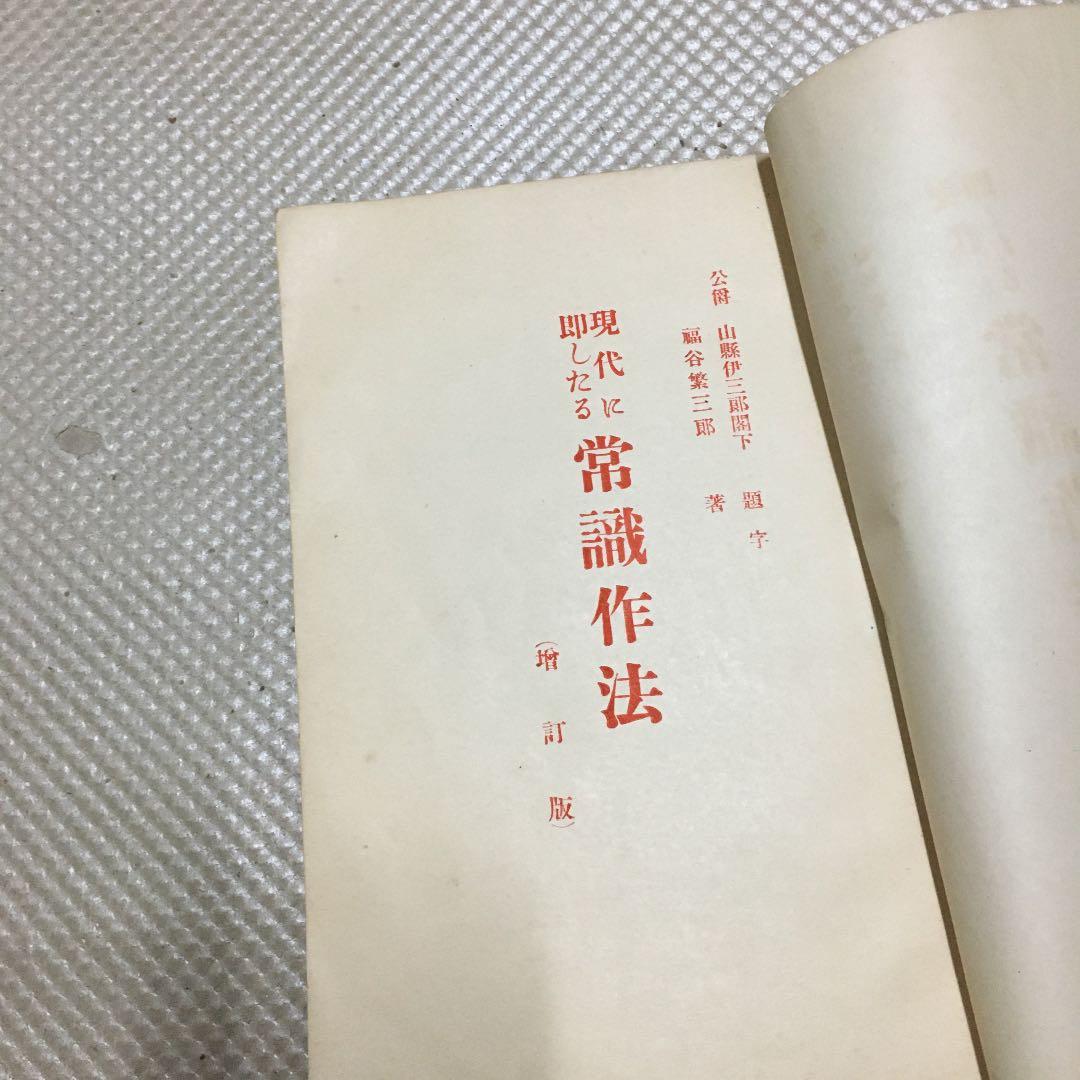 公爵 山縣伊三郎閣下 題字
福谷繁三郎 著
現代に
即したる
常識作法
(增訂版)